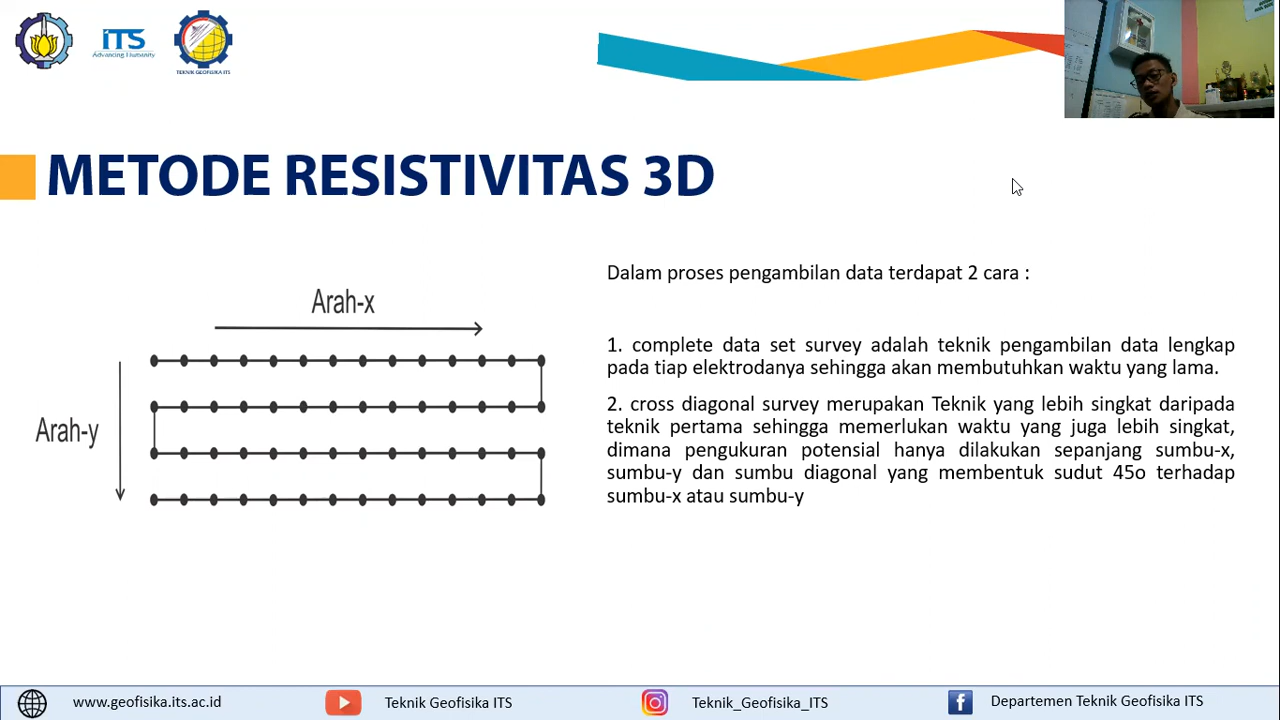 ITS
Advancing Humanity
TEKNIK GEOFISIKA ITS
METODE RESISTIVITAS 3D
Arah-x
Arah-y
Dalam proses pengambilan data terdapat 2 cara :
1. complete data set survey adalah teknik pengambilan data lengkap
pada tiap elektrodanya sehingga akan membutuhkan waktu yang lama.
2. cross diagonal survey merupakan Teknik yang lebih singkat daripada
teknik pertama sehingga memerlukan waktu yang juga lebih singkat,
dimana pengukuran potensial hanya dilakukan sepanjang sumbu-x,
sumbu-y dan sumbu diagonal yang membentuk sudut 45o terhadap
sumbu-x atau sumbu-y
www.geofisika.its.ac.id
Teknik Geofisika ITS
Teknik_Geofisika_ITS
Departemen Teknik Geofisika ITS